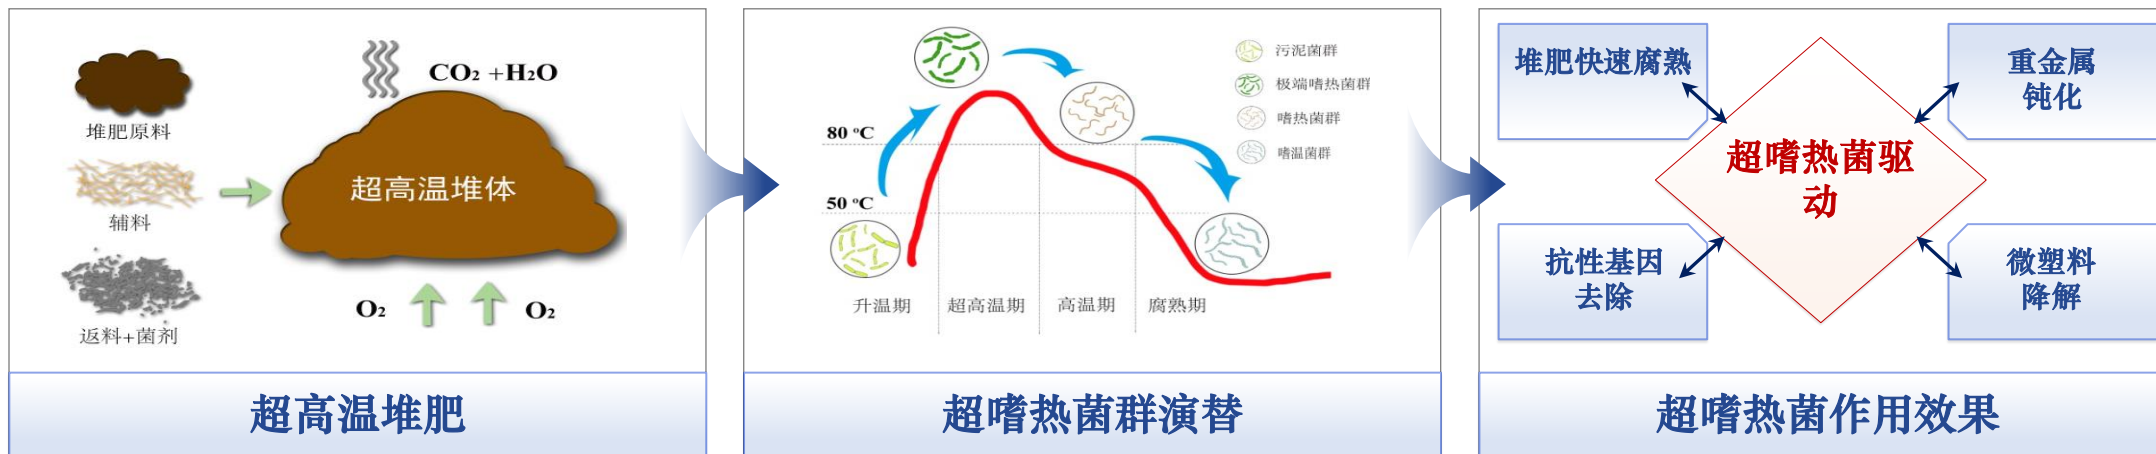 堆肥原料
辅料
返料+菌剂
CO₂ +H₂O
超高温堆体
O₂
O₂
超高温堆肥
80 ℃
50 ℃
升温期
超高温期
高温期
腐熟期
污泥菌群
极端嗜热菌群
嗜热菌群
嗜温菌群
超嗜热菌群演替
堆肥快速腐熟
重金属
钝化
超嗜热菌驱
动
抗性基因
去除
微塑料
降解
超嗜热菌作用效果